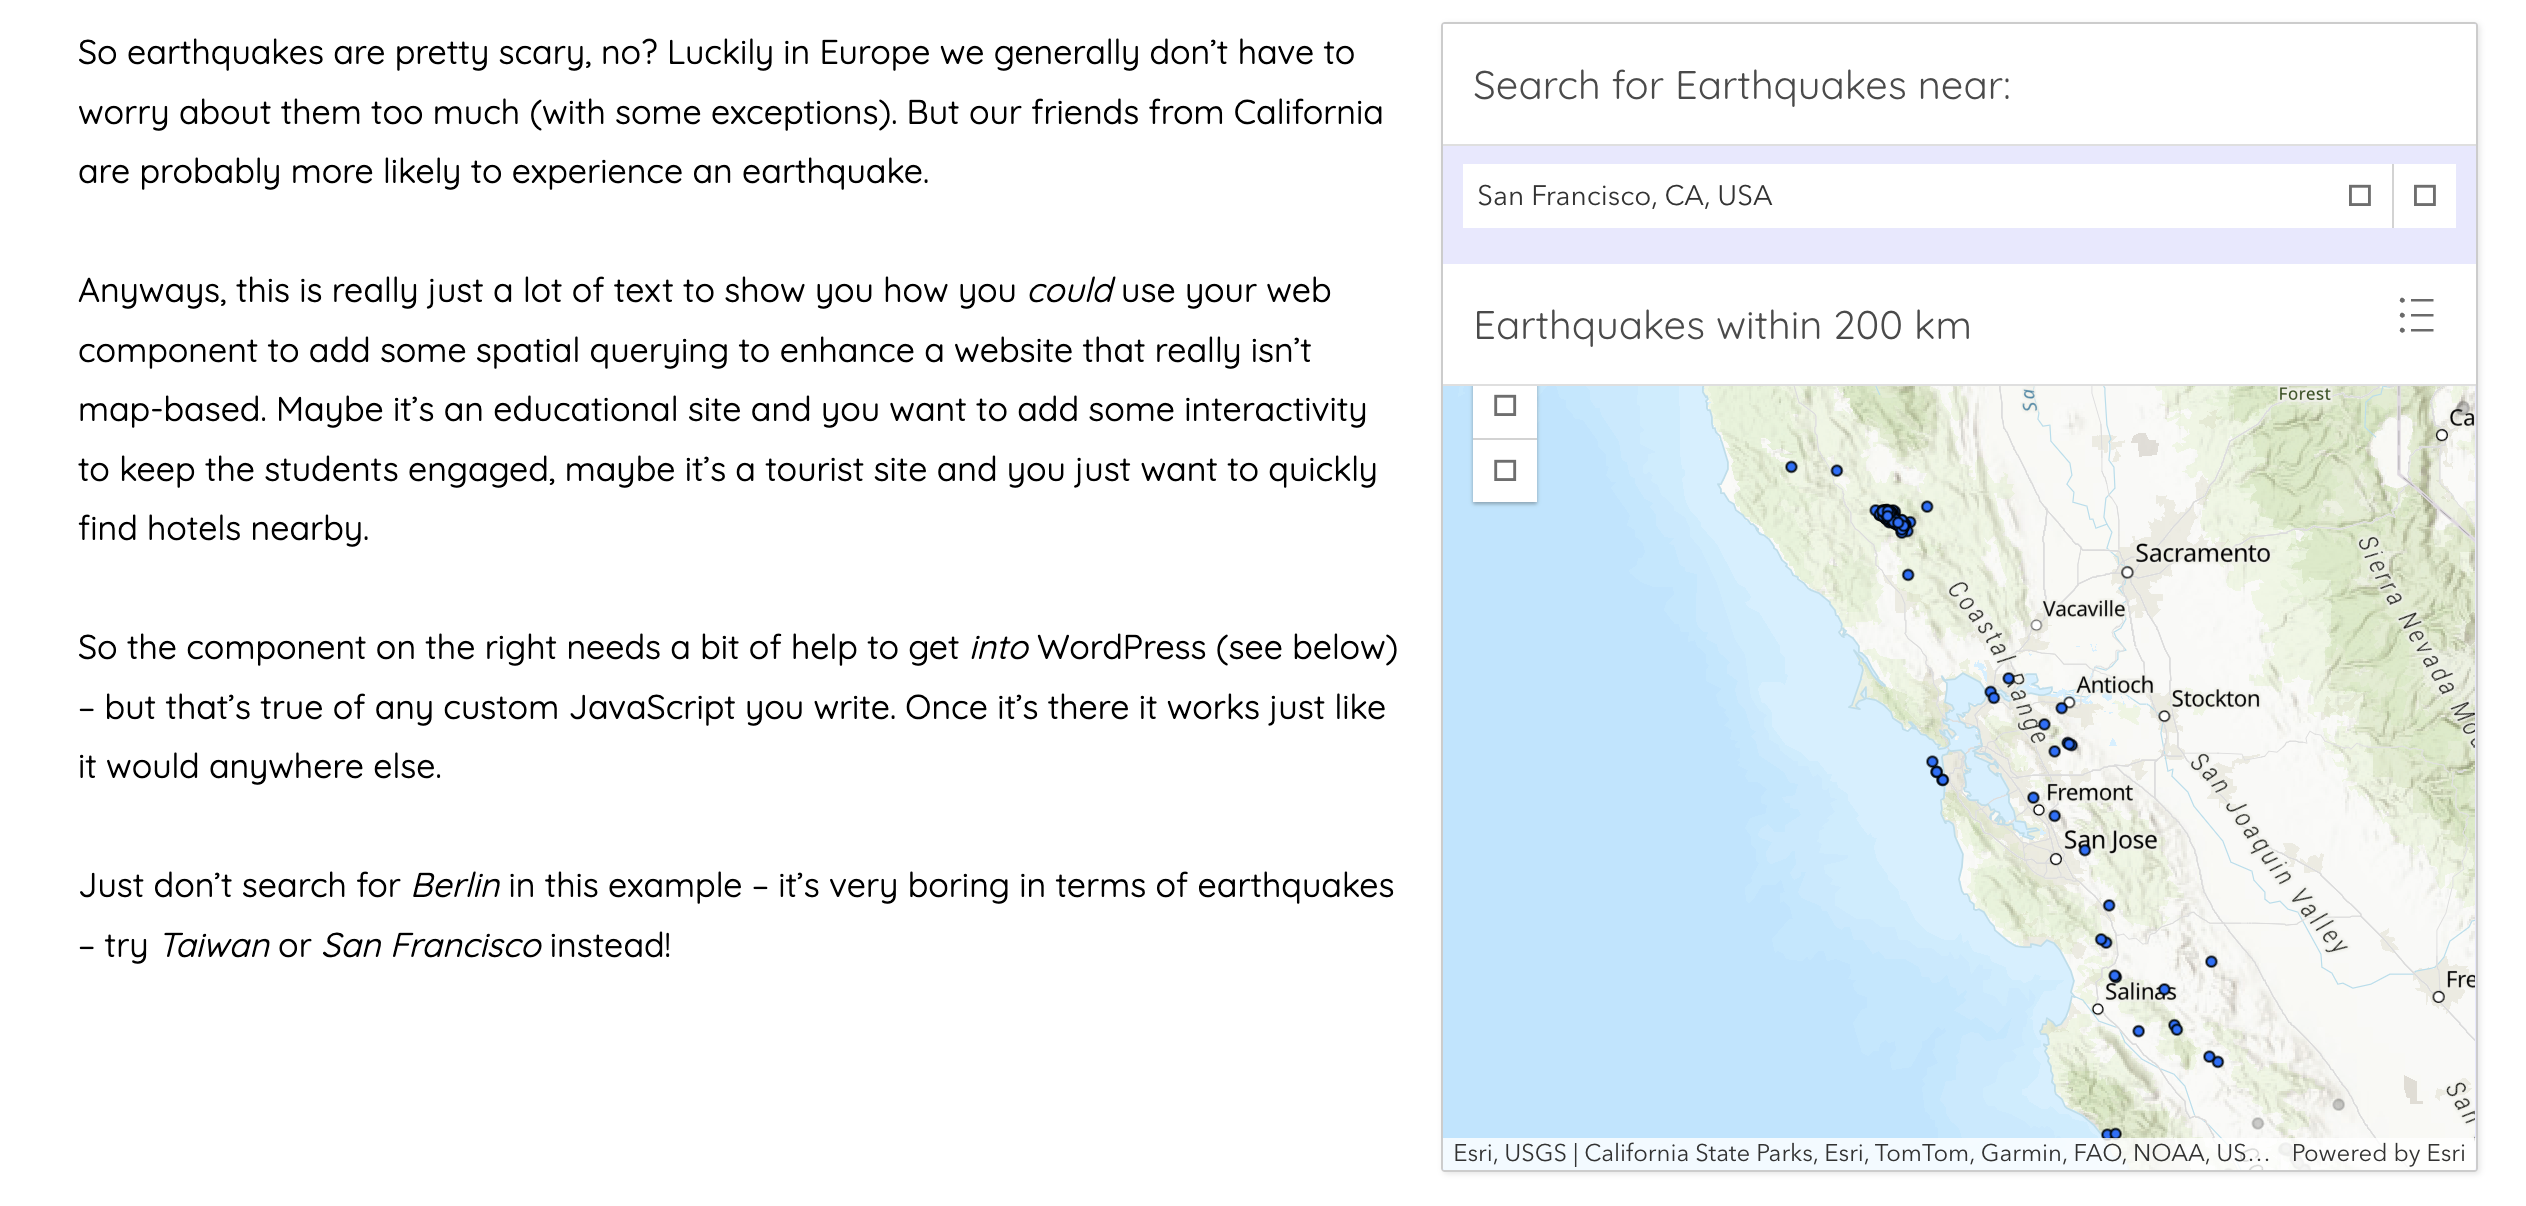 So earthquakes are pretty scary, no? Luckily in Europe we generally don’t have to
worry about them too much (with some exceptions). But our friends from California
are probably more likely to experience an earthquake.
Anyways, this is really just a lot of text to show you how you could use your web
component to add some spatial querying to enhance a website that really isn’t
map-based. Maybe it’s an educational site and you want to add some interactivity
to keep the students engaged, maybe it’s a tourist site and you just want to quickly
find hotels nearby.
So the component on the right needs a bit of help to get into WordPress (see below)
– but that’s true of any custom JavaScript you write. Once it’s there it works just like
it would anywhere else.
Just don’t search for Berlin in this example – it’s very boring in terms of earthquakes
– try Taiwan or San Francisco instead!
Search for Earthquakes near:
San Francisco, CA, USA
Earthquakes within 200 km
Forest
Ca
Sacramento
Sierra Nevada
Coastal Range
Vacaville
Antioch
Stockton
San Joaquin Valley
Fremont
San Jose
Fre
Salinas
San
Esri, USGS | California State Parks, Esri, TomTom, Garmin, FAO, NOAA, US...
Powered by Esri